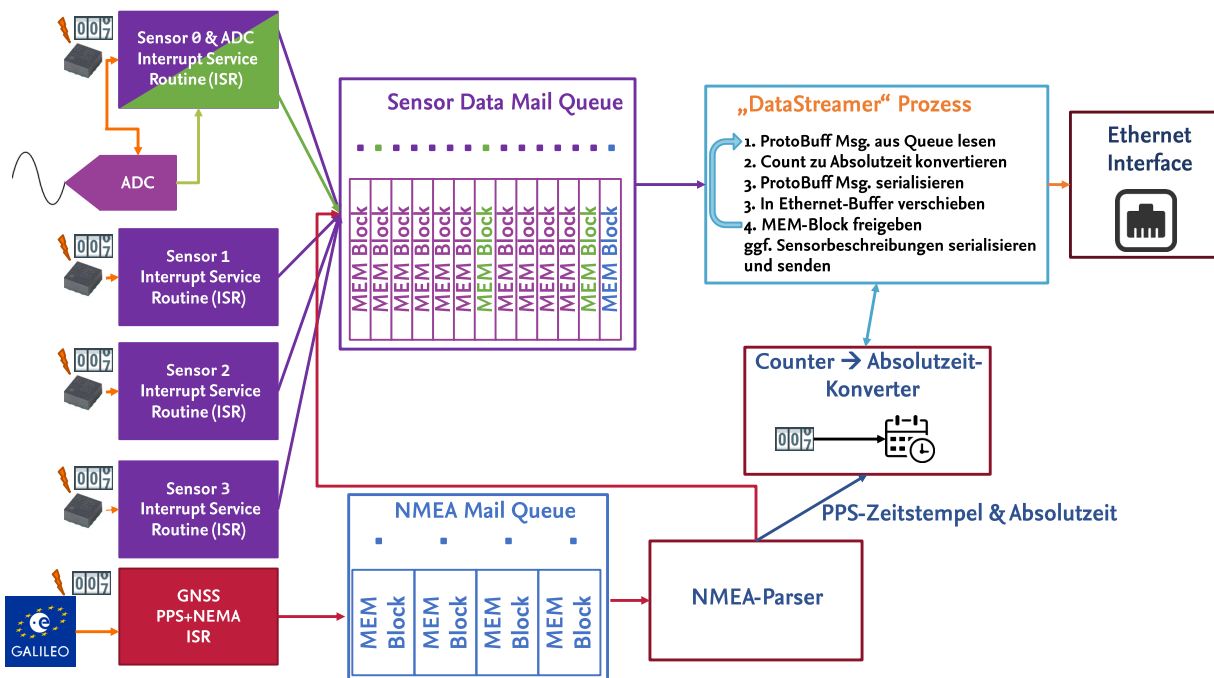 Sensor 0 & ADC
Interrupt Service
Routine (ISR)
ADC
Sensor 1
Interrupt Service
Routine (ISR)
Sensor 2
Interrupt Service
Routine (ISR)
Sensor 3
Interrupt Service
Routine (ISR)
GNSS
PPS+NEMA
ISR
GALILEO
Sensor Data Mail Queue
MEM Block
MEM Block
MEM Block
MEM Block
MEM Block
MEM Block
MEM Block
MEM Block
MEM Block
MEM Block
MEM Block
MEM Block
MEM Block
NMEA Mail Queue
MEM
Block
MEM
Block
MEM
Block
MEM
Block
„DataStreamer“ Prozess
1. ProtoBuff Msg. aus Queue lesen
2. Count zu Absolutzeit konvertieren
3. ProtoBuff Msg. serialisieren
3. In Ethernet-Buffer verschieben
4. MEM-Block freigeben
ggf. Sensorbeschreibungen serialisieren
und senden
Ethernet
Interface
Counter → Absolutzeit-
Konverter
PPS-Zeitstempel & Absolutzeit
NMEA-Parser